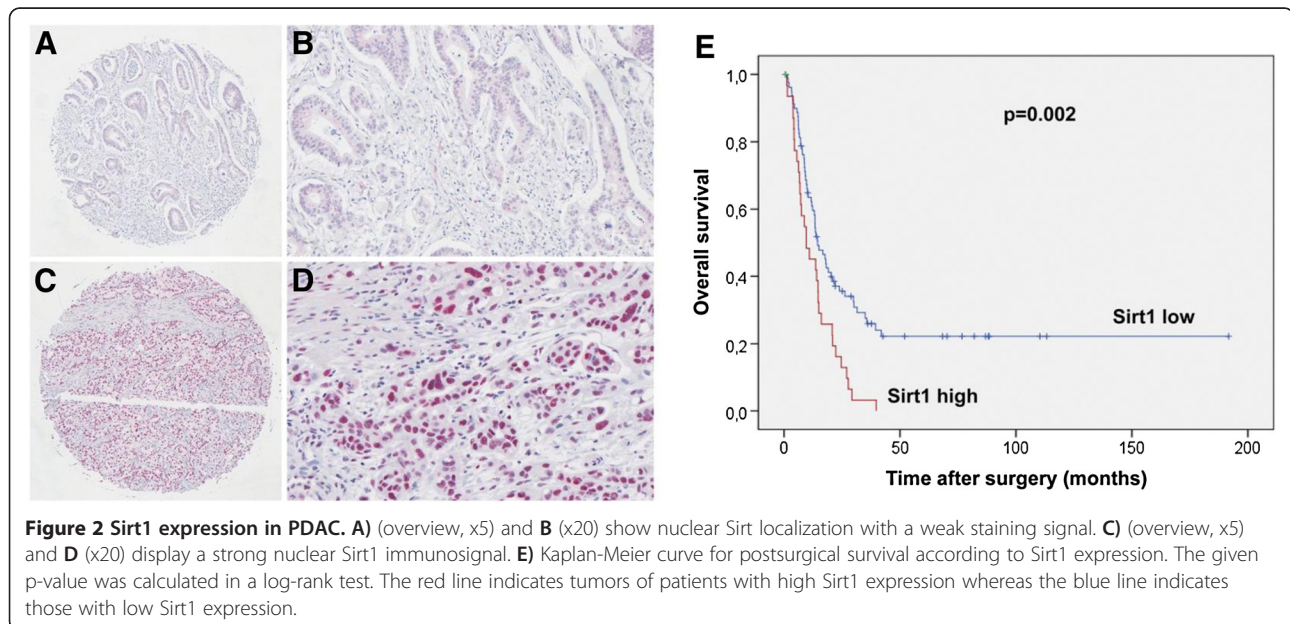 A
B
C
D
E
1,0
0,8
0,6
0,4
0,2
0,0
Overall survival
p=0.002
Sirt1 low
Sirt1 high
0
50
100
150
200
Time after surgery (months)
Figure 2 Sirt1 expression in PDAC. A) (overview, x5) and B (x20) show nuclear Sirt localization with a weak staining signal. C) (overview, x5)
and D (x20) display a strong nuclear Sirt1 immunosignal. E) Kaplan-Meier curve for postsurgical survival according to Sirt1 expression. The given
p-value was calculated in a log-rank test. The red line indicates tumors of patients with high Sirt1 expression whereas the blue line indicates
those with low Sirt1 expression.